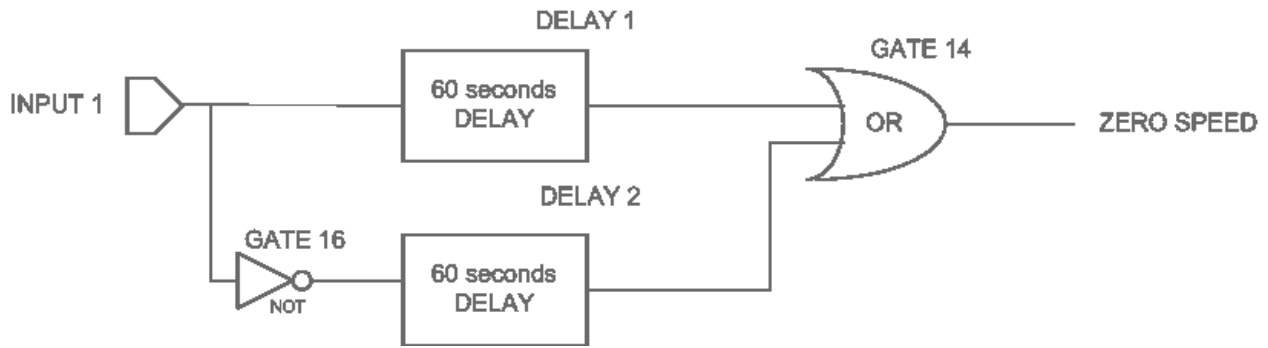 DELAY 1
GATE 14
INPUT 1
60 seconds
DELAY
OR
ZERO SPEED
DELAY 2
GATE 16
NOT
60 seconds
DELAY